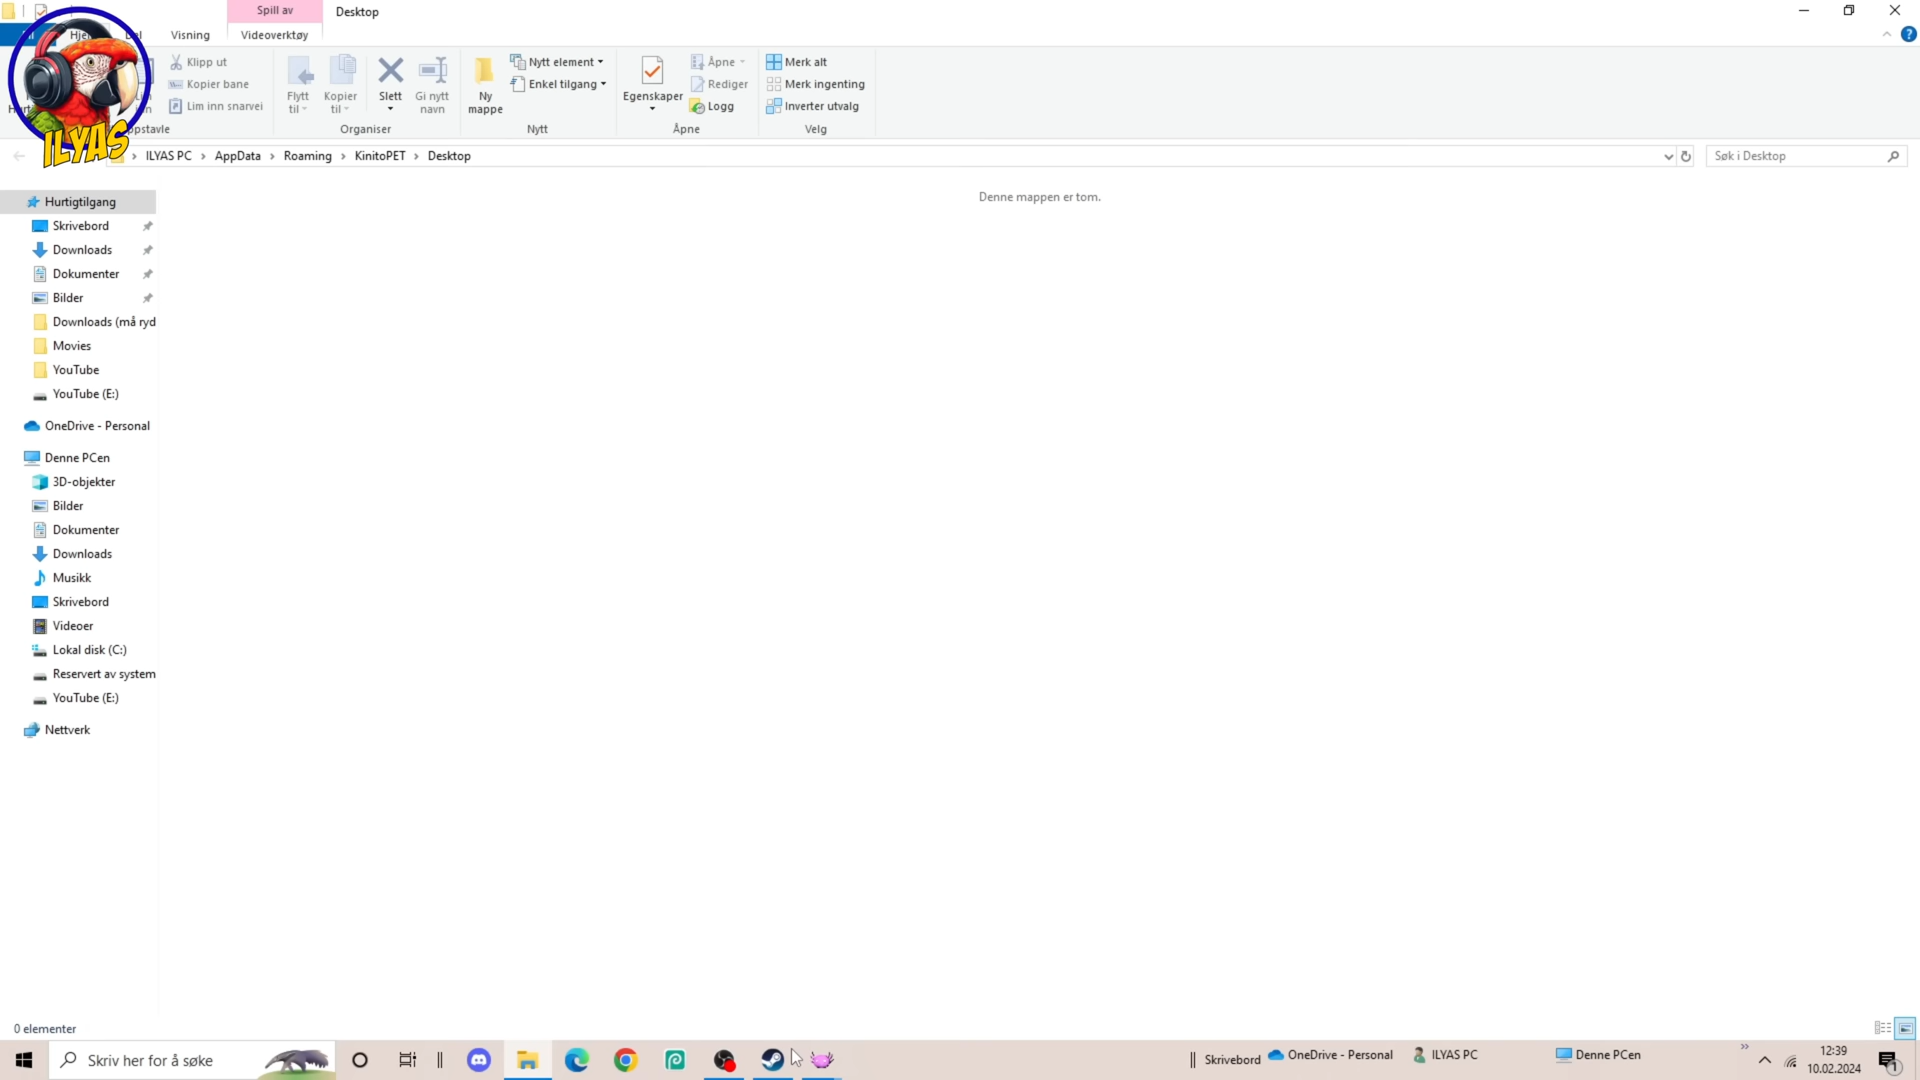 Spill av
Desktop
Hje
Visning
Videoverktøy
Klipp ut
Kopier bane
Lim inn snarvei
Flytt til
Kopier til
Slett
Gi nytt navn
Organiser
Ny mappe
Nytt element
Enkel tilgang
Nytt
Egenskaper
Åpne
Rediger
Logg
Åpne
Merk alt
Merk ingenting
Inverter utvalg
Velg
ILYAS
ILYAS PC > AppData > Roaming > KinitoPET > Desktop
Søk i Desktop
Denne mappen er tom.
Hurtigtilgang
Skrivebord
Downloads
Dokumenter
Bilder
Downloads (må ryd
Movies
YouTube
YouTube (E:)
OneDrive - Personal
Denne PCen
3D-objekter
Bilder
Dokumenter
Downloads
Musikk
Skrivebord
Videoer
Lokal disk (C:)
Reservert av system
YouTube (E:)
Nettverk
0 elementer
Skriv her for å søke
Skrivebord
OneDrive - Personal
ILYAS PC
Denne PCen
12:39
10.02.2024
1